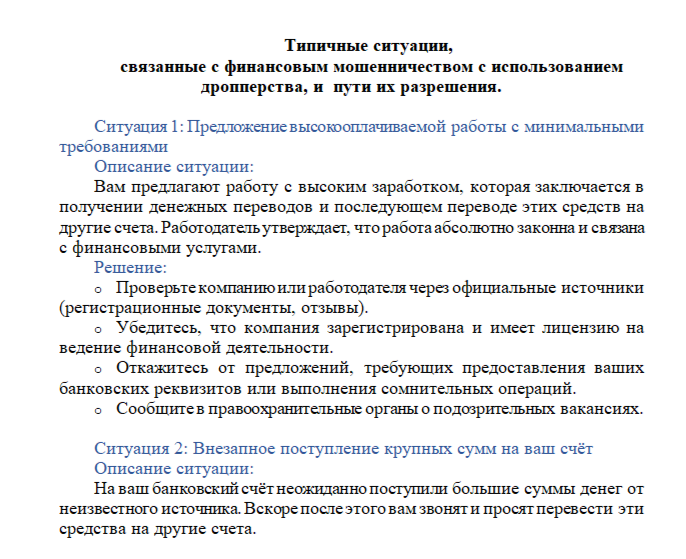 Типичные ситуации,
связанные с финансовым мошенничеством с использованием
дропперства, и пути их разрешения.
Ситуация 1: Предложение высокооплачиваемой работы с минимальными
требованиями
Описание ситуации:
Вам предлагают работу с высоким заработком, которая заключается в
получении денежных переводов и последующем переводе этих средств на
другие счета. Работодатель утверждает, что работа абсолютно законна и связана
с финансовыми услугами.
Решение:
o Проверьте компанию или работодателя через официальные источники
(регистрационные документы, отзывы).
o Убедитесь, что компания зарегистрирована и имеет лицензию на
ведение финансовой деятельности.
o Откажитесь от предложений, требующих предоставления ваших
банковских реквизитов или выполнения сомнительных операций.
o Сообщите в правоохранительные органы о подозрительных вакансиях.
Ситуация 2: Внезапное поступление крупных сумм на ваш счёт
Описание ситуации:
На ваш банковский счёт неожиданно поступили большие суммы денег от
неизвестного источника. Вскоре после этого вам звонят и просят перевести эти
средства на другие счета.